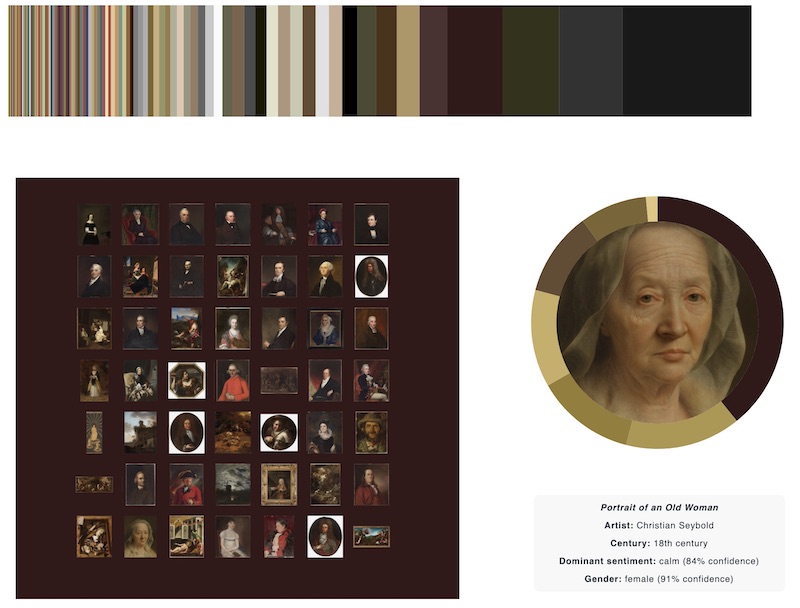 Portrait of an Old Woman
Artist: Christian Seybold
Century: 18th century
Dominant sentiment: calm (84% confidence)
Gender: female (91% confidence)